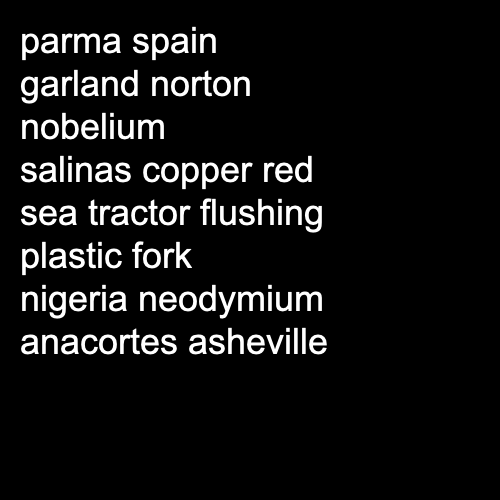 parma spain
garland norton
nobelium
salinas copper red
sea tractor flushing
plastic fork
nigeria neodymium
anacortes asheville